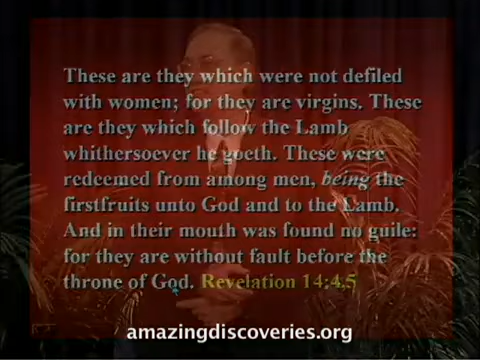 These are they which were not defiled
with women; for they are virgins. These
are they which follow the Lamb
whithersoever he goeth. These were
redeemed from among men, being the
firstfruits unto God and to the Lamb.
And in their mouth was found no guile:
for they are without fault before the
throne of God. Revelation 14:4,5
amazingdiscoveries.org